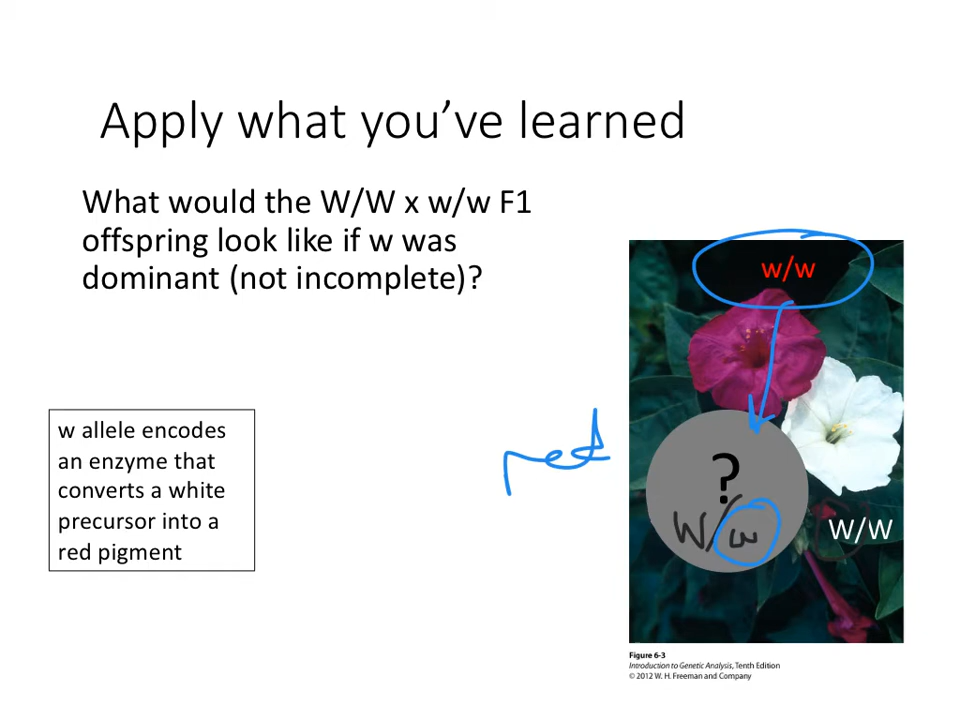 Apply what you've learned
What would the W/W x w/w F1
offspring look like if w was
dominant (not incomplete)?
w allele encodes
an enzyme that
converts a white
precursor into a
red pigment
red
w/w
?
W/w
W/W
Figure 6-3
Introduction to Genetic Analysis, Tenth Edition
© 2012 W. H. Freeman and Company